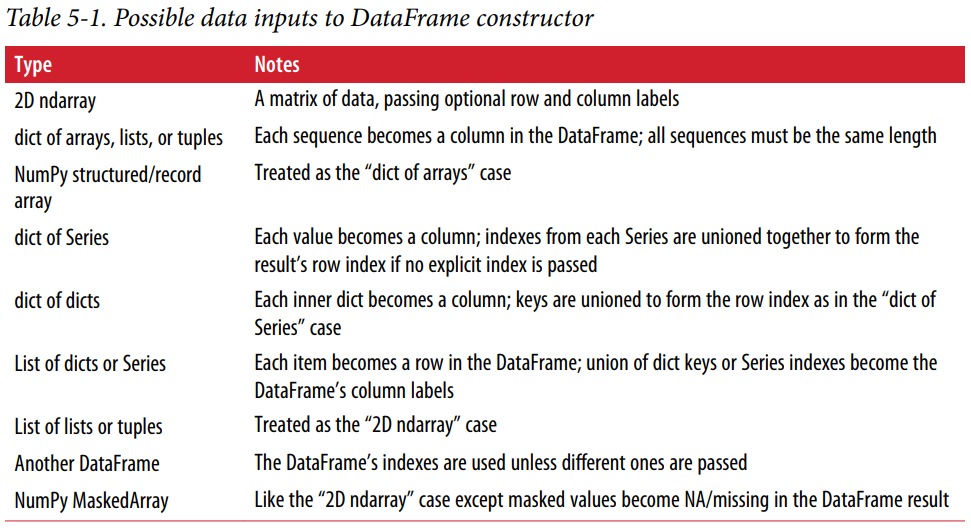 Table 5-1. Possible data inputs to DataFrame constructor
Type Notes
2D ndarray A matrix of data, passing optional row and column labels
dict of arrays, lists, or tuples Each sequence becomes a column in the DataFrame; all sequences must be the same length
NumPy structured/record Treated as the “dict of arrays” case
array
dict of Series Each value becomes a column; indexes from each Series are unioned together to form the
result’s row index if no explicit index is passed
dict of dicts Each inner dict becomes a column; keys are unioned to form the row index as in the “dict of
Series” case
List of dicts or Series Each item becomes a row in the DataFrame; union of dict keys or Series indexes become the
DataFrame’s column labels
List of lists or tuples Treated as the “2D ndarray” case
Another DataFrame The DataFrame’s indexes are used unless different ones are passed
NumPy MaskedArray Like the “2D ndarray” case except masked values become NA/missing in the DataFrame result